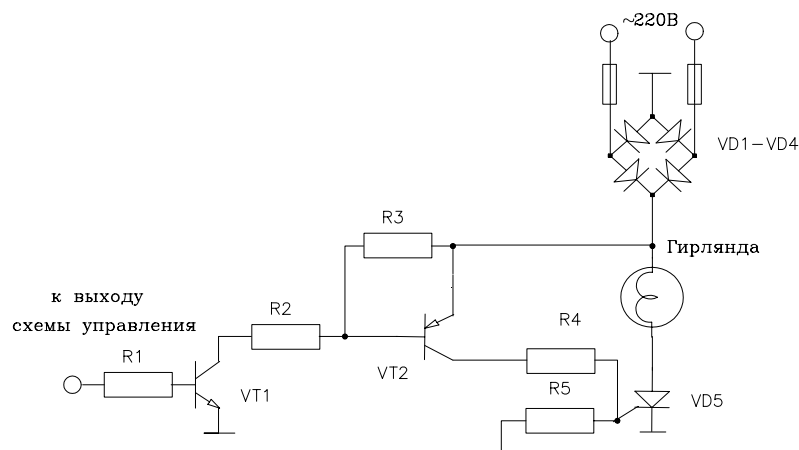 ~220В
VD1-VD4
R3
Гирлянда
к выходу
схемы управления
R2
R4
R1
VT2
R5
VT1
VD5